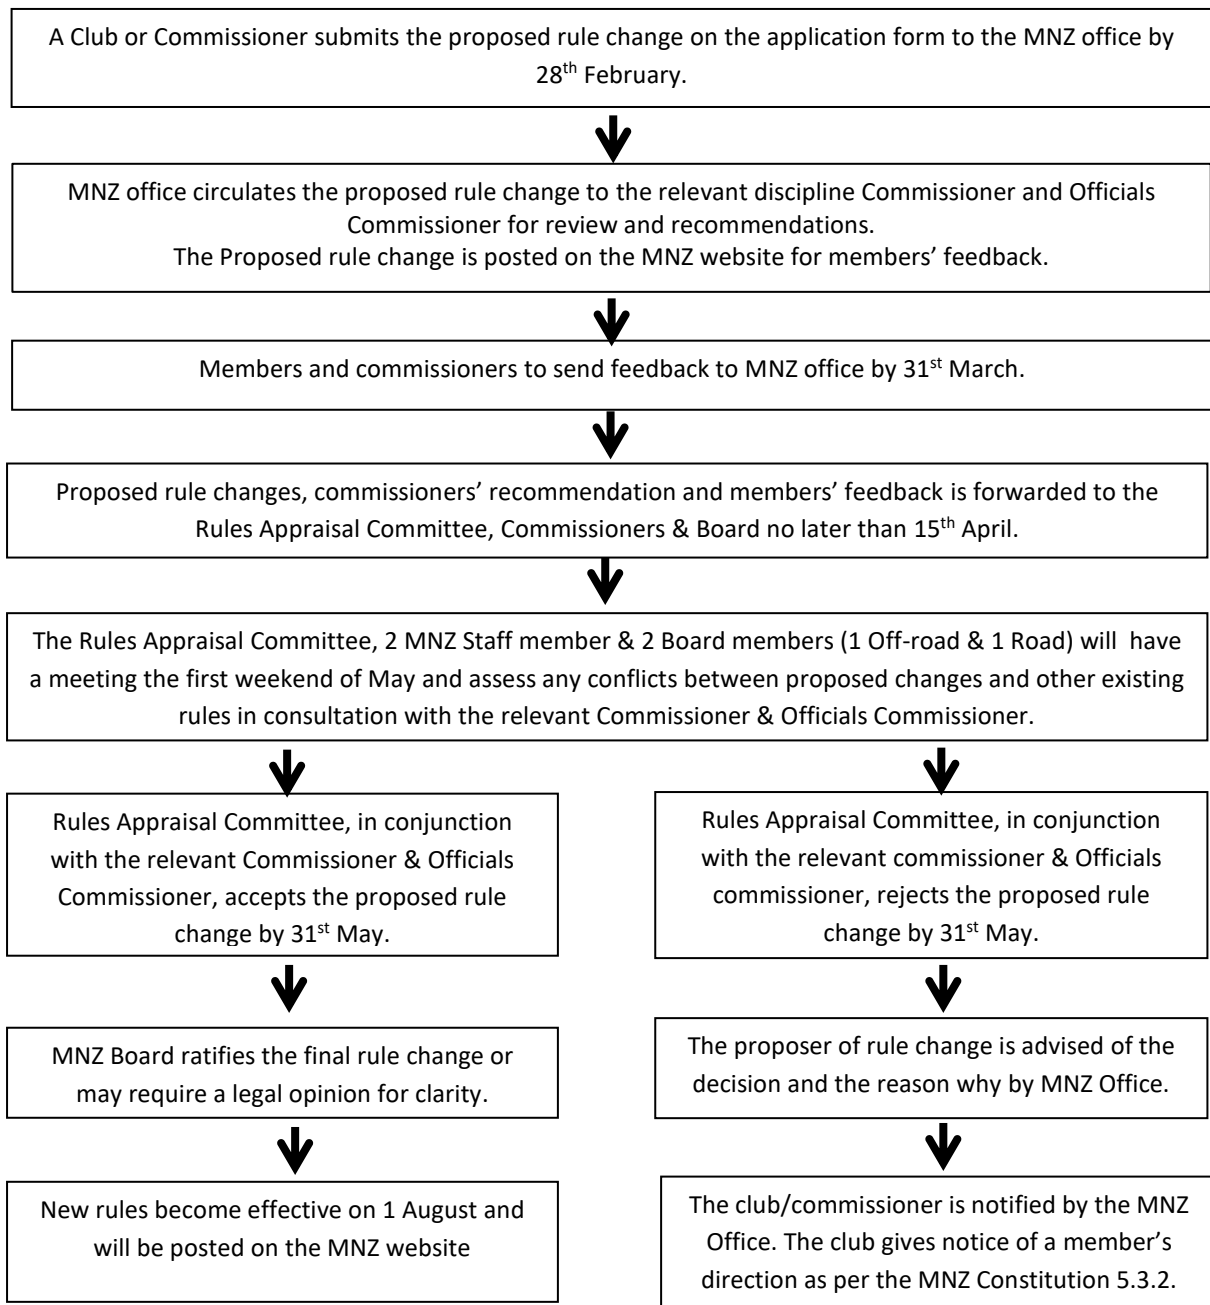 A Club or Commissioner submits the proposed rule change on the application form to the MNZ office by
28th February.
MNZ office circulates the proposed rule change to the relevant discipline Commissioner and Officials
Commissioner for review and recommendations.
The Proposed rule change is posted on the MNZ website for members’ feedback.
Members and commissioners to send feedback to MNZ office by 31st March.
Proposed rule changes, commissioners’ recommendation and members’ feedback is forwarded to the
Rules Appraisal Committee, Commissioners & Board no later than 15th April.
The Rules Appraisal Committee, 2 MNZ Staff member & 2 Board members (1 Off-road & 1 Road) will have
a meeting the first weekend of May and assess any conflicts between proposed changes and other existing
rules in consultation with the relevant Commissioner & Officials Commissioner.
Rules Appraisal Committee, in conjunction
with the relevant Commissioner & Officials
Commissioner, accepts the proposed rule
change by 31st May.
Rules Appraisal Committee, in conjunction
with the relevant commissioner & Officials
commissioner, rejects the proposed rule
change by 31st May.
MNZ Board ratifies the final rule change or
may require a legal opinion for clarity.
The proposer of rule change is advised of the
decision and the reason why by MNZ Office.
New rules become effective on 1 August and
will be posted on the MNZ website
The club/commissioner is notified by the MNZ
Office. The club gives notice of a member’s
direction as per the MNZ Constitution 5.3.2.